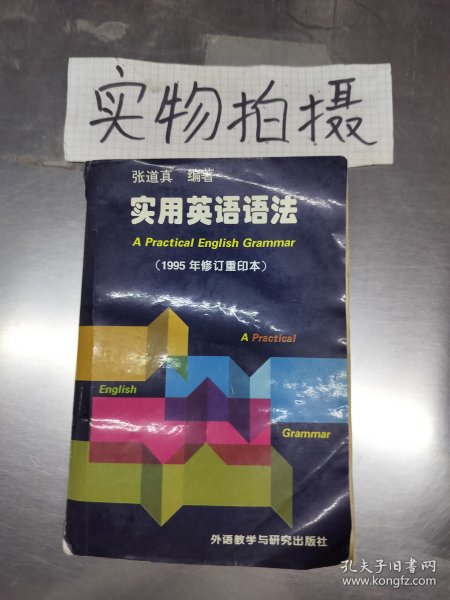 实物拍摄
张道真 编著
实用英语语法
A Practical English Grammar
(1995年修订重印本)
A Practical
English
Grammar
外语教学与研究出版社
孔夫子旧书网
www.kongfz.com